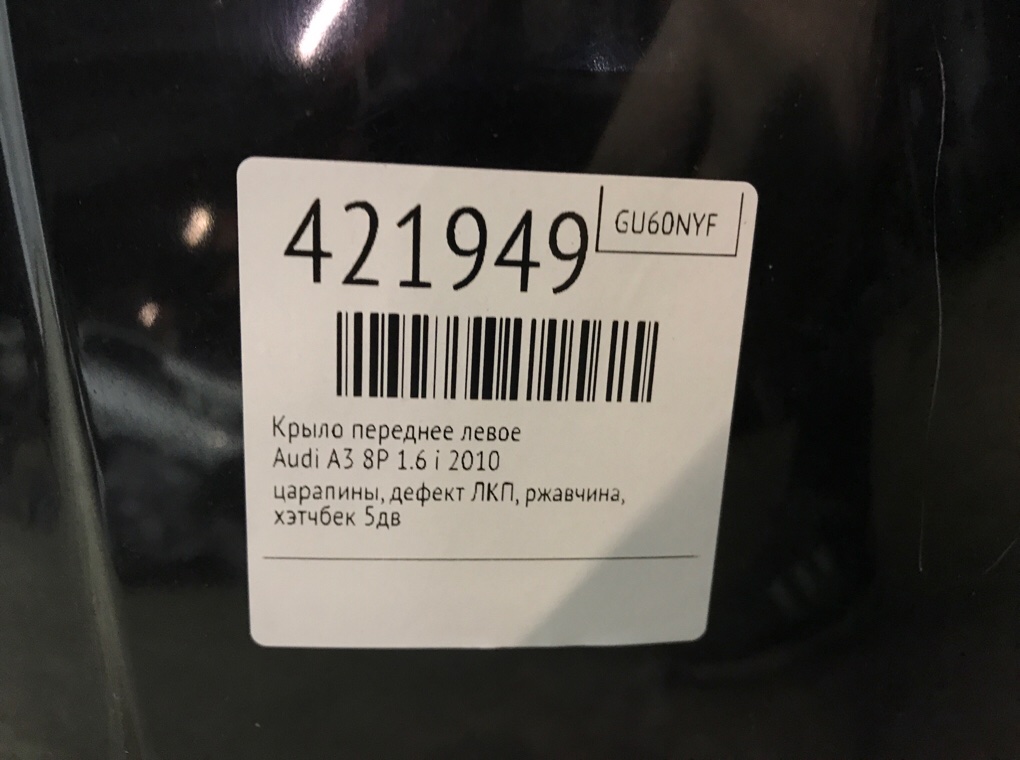 421949
GU60NYF
Крыло переднее левое
Audi A3 8P 1.6 i 2010
царапины, дефект ЛКП, ржавчина,
хэтчбек 5дв